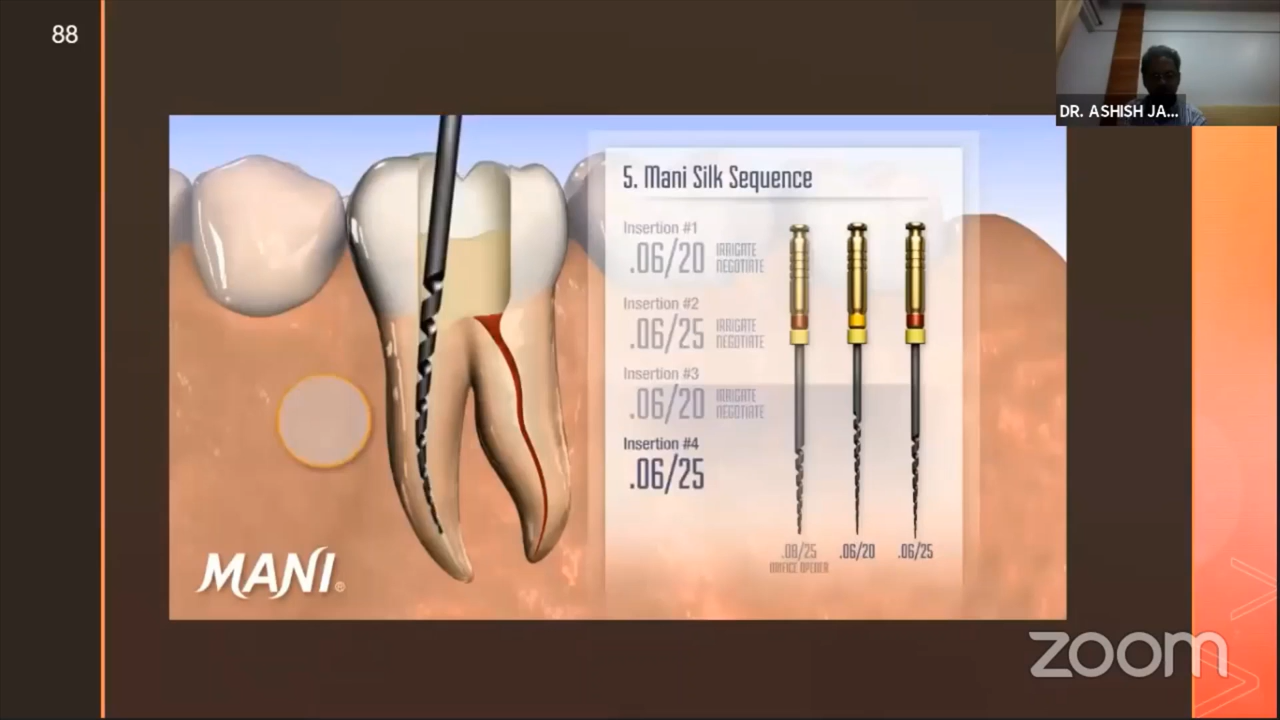 88
DR. ASHISH JA...
5. Mani Silk Sequence
Insertion #1
.06/20 IRRIGATE NEGOTIATE
Insertion #2
.06/25 IRRIGATE NEGOTIATE
Insertion #3
.06/20 IRRIGATE NEGOTIATE
Insertion #4
.06/25
.08/25 .06/20 .06/25
ORIFICE OPENER
MANI®
zoom